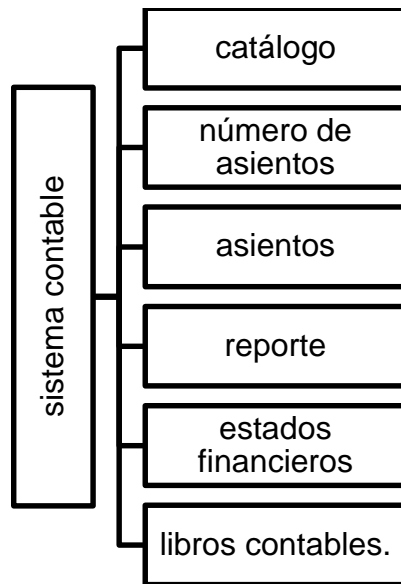 sistema contable
catálogo
número de
asientos
asientos
reporte
estados
financieros
libros contables.